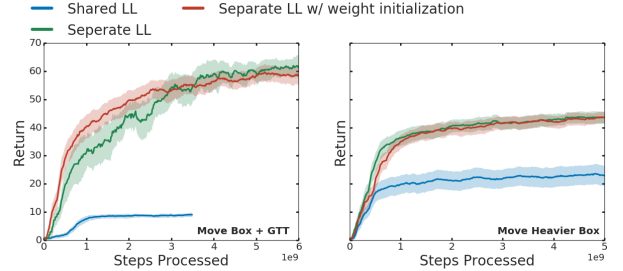 Shared LL
Separate LL w/ weight initialization
Seperate LL
70
60
50
40
30
20
10
0
Return
0
1
2
3
4
5
6
1e9
Steps Processed
Move Box + GTT
Return
0
1
2
3
4
5
1e9
Steps Processed
Move Heavier Box